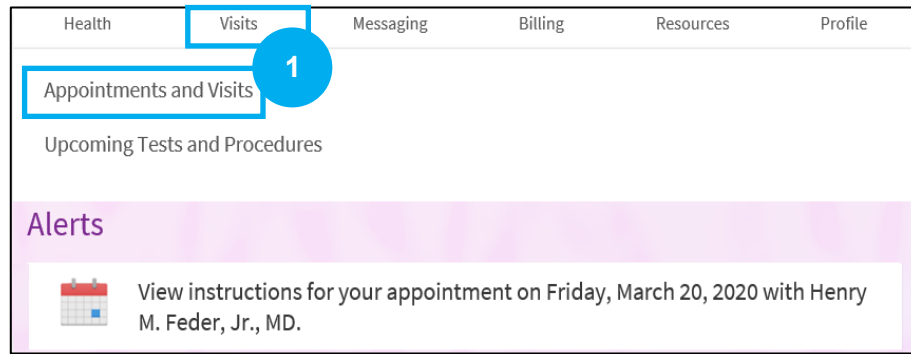 Health Visits Messaging Billing Resources Profile
1
Appointments and Visits
Upcoming Tests and Procedures
Alerts
View instructions for your appointment on Friday, March 20, 2020 with Henry
M. Feder, Jr., MD.